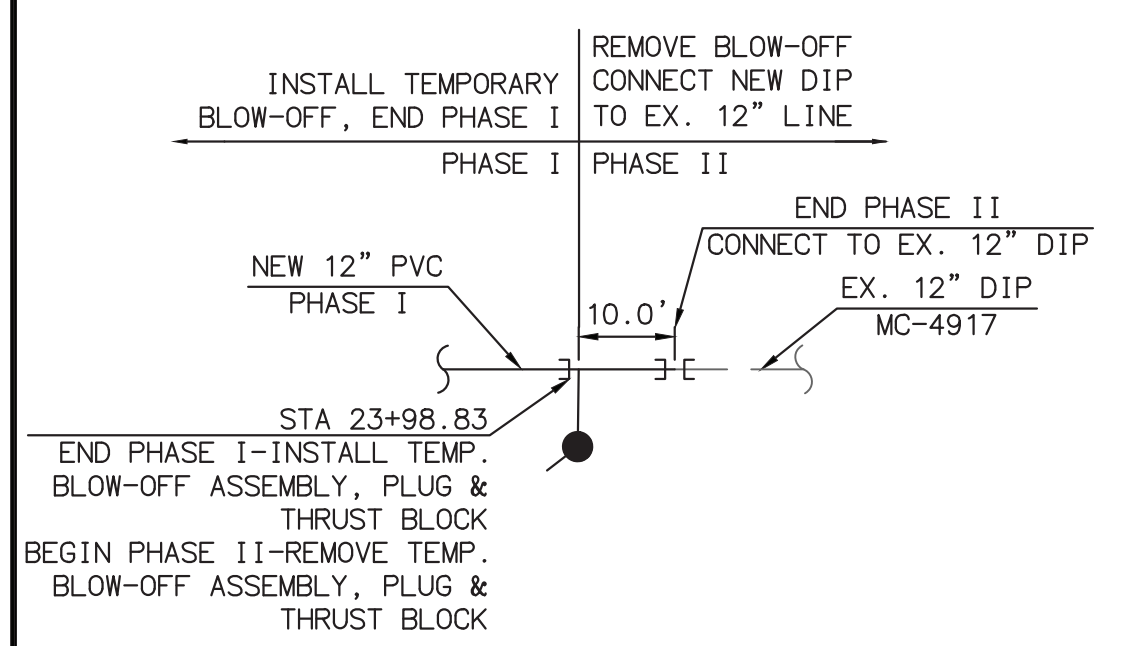 INSTALL TEMPORARY
BLOW-OFF, END PHASE I
REMOVE BLOW-OFF
CONNECT NEW DIP
TO EX. 12" LINE
PHASE I
PHASE II
END PHASE II
CONNECT TO EX. 12" DIP
NEW 12" PVC
PHASE I
10.0'
EX. 12" DIP
MC-4917
STA 23+98.83
END PHASE I-INSTALL TEMP.
BLOW-OFF ASSEMBLY, PLUG &
THRUST BLOCK
BEGIN PHASE II-REMOVE TEMP.
BLOW-OFF ASSEMBLY, PLUG &
THRUST BLOCK